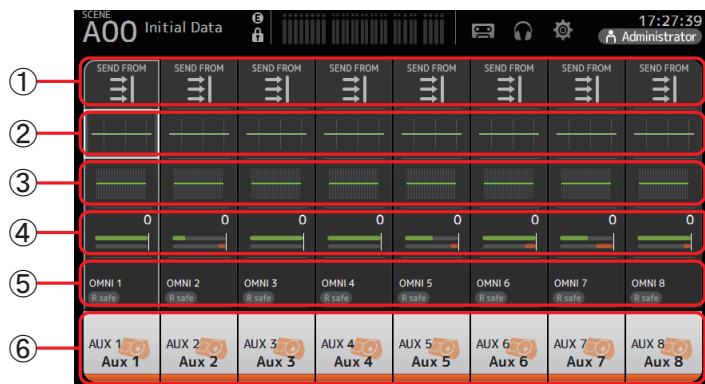 SCENE
A00 Initial Data
E
17:27:39
Administrator
① SEND FROM SEND FROM SEND FROM SEND FROM SEND FROM SEND FROM SEND FROM SEND FROM
②
③
④ 0 0 0 0 0 0 0 0
⑤ OMNI 1 OMNI 2 OMNI 3 OMNI 4 OMNI 5 OMNI 6 OMNI 7 OMNI 8
R safe R safe R safe R safe R safe R safe R safe R safe
⑥ AUX 1 AUX 2 AUX 3 AUX 4 AUX 5 AUX 6 AUX 7 AUX 8
Aux 1 Aux 2 Aux 3 Aux 4 Aux 5 Aux 6 Aux 7 Aux 8